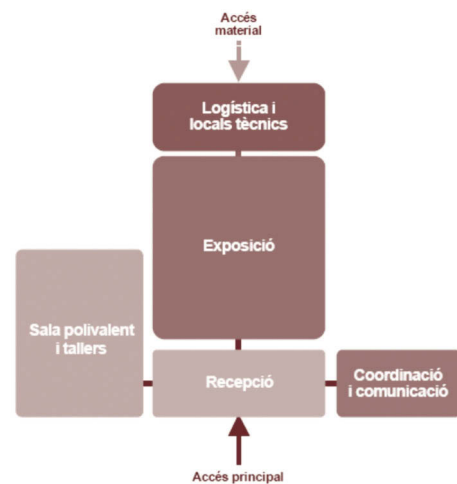 Accés
material
Logística i
locals tècnics
Exposició
Sala polivalent
i tallers
Recepció
Coordinació
i comunicació
Accés principal